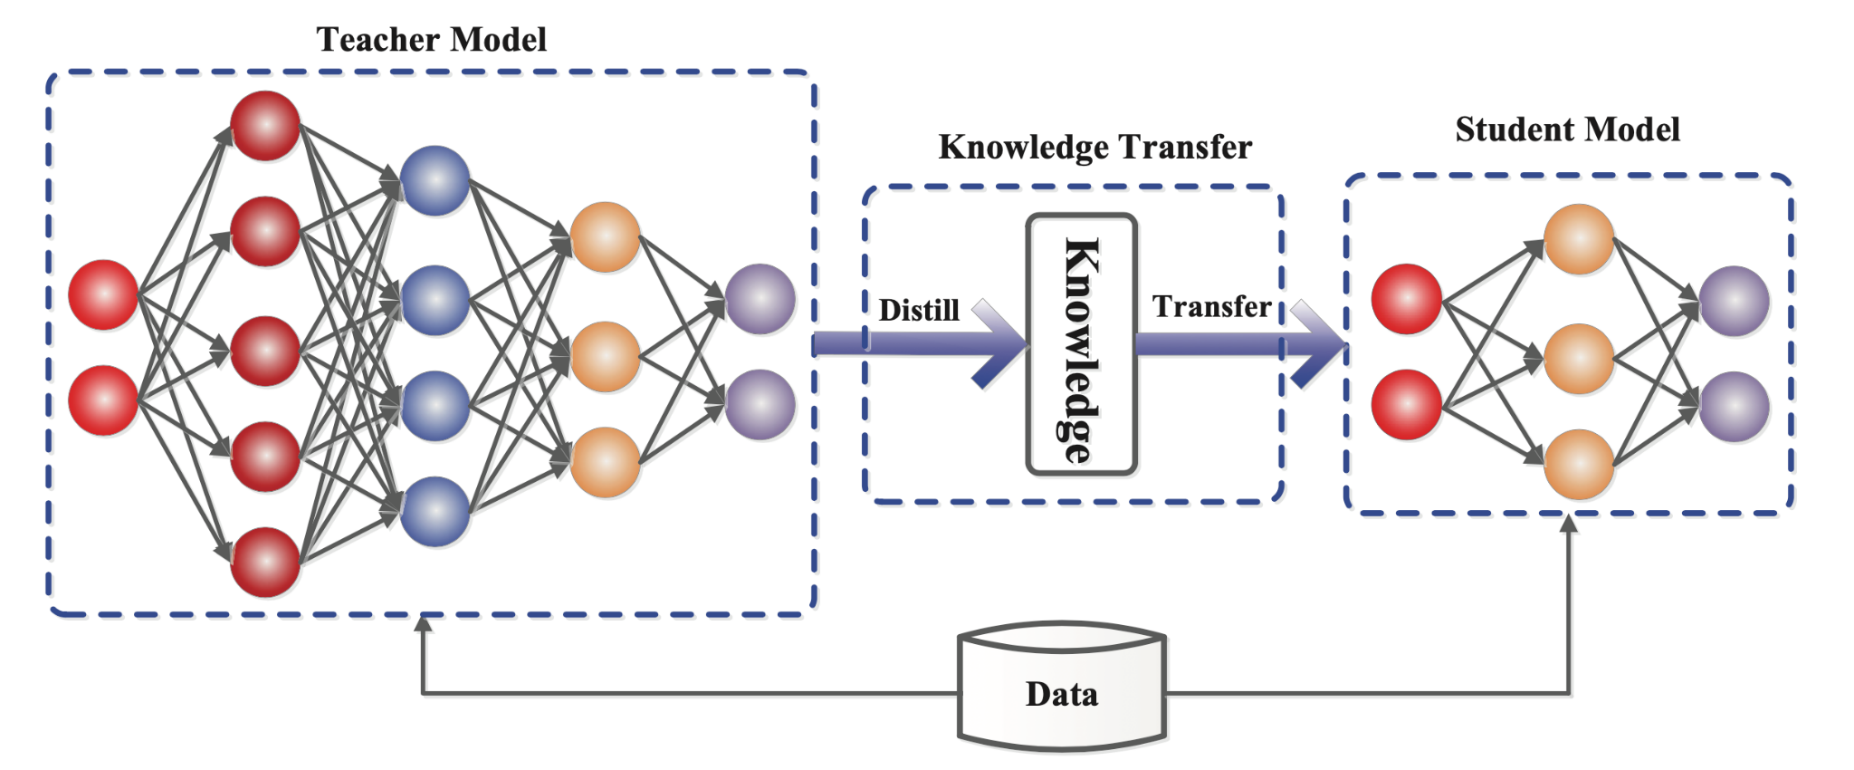 Teacher Model
Knowledge Transfer
Student Model
Distill
Knowledge
Transfer
Data